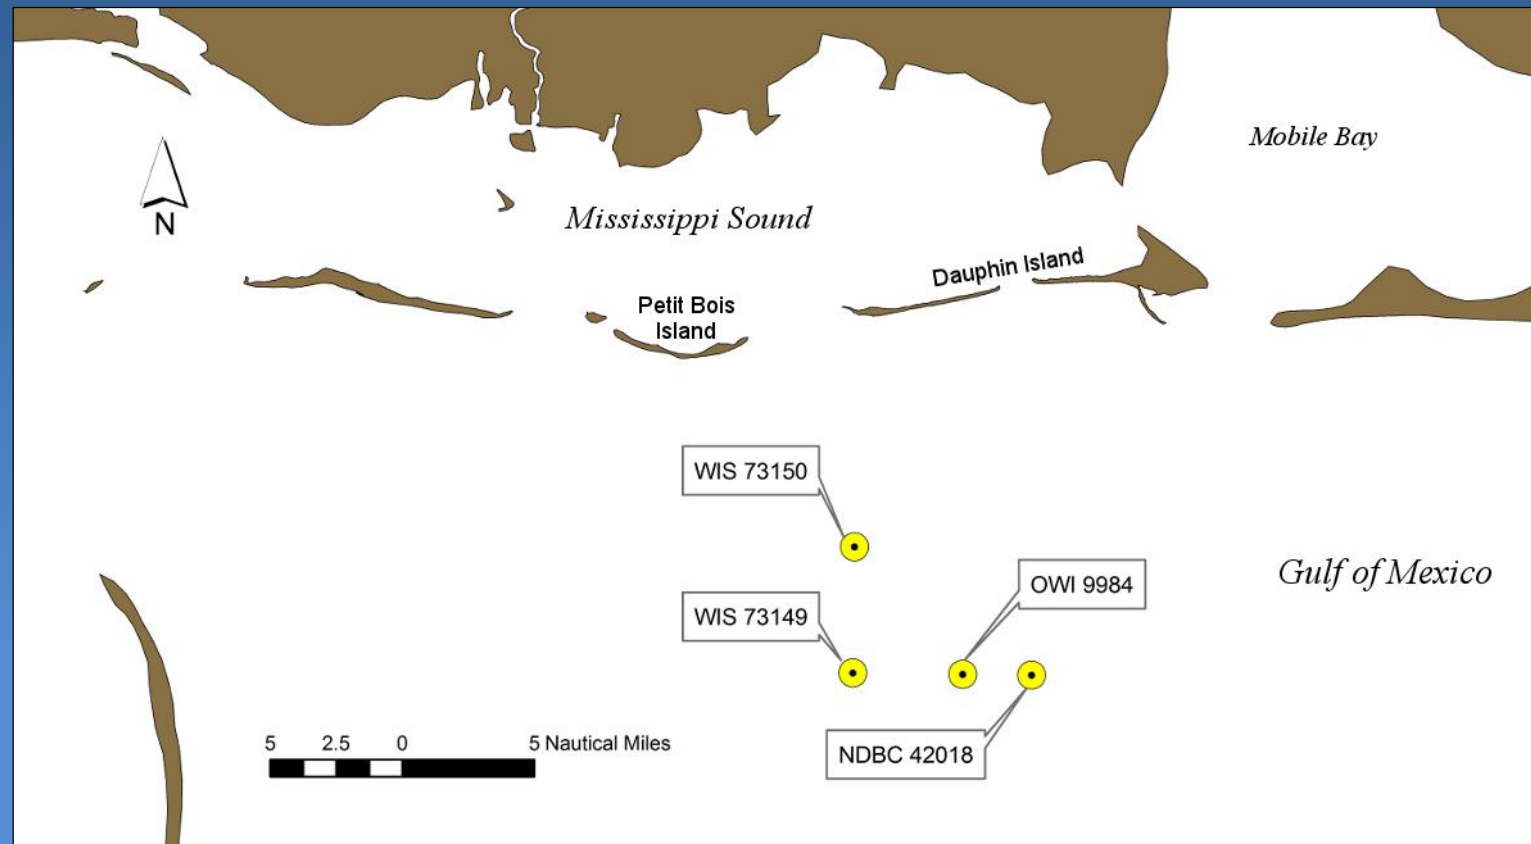 Mobile Bay
N
Mississippi Sound
Dauphin Island
Petit Bois
Island
WIS 73150
OWI 9984
Gulf of Mexico
WIS 73149
5 2.5 0 5 Nautical Miles
NDBC 42018